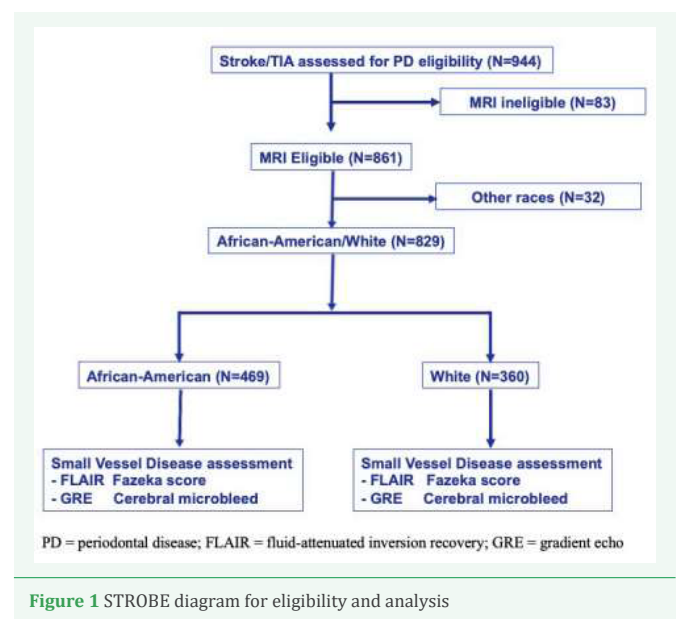 Stroke/TIA assessed for PD eligibility (N=944)
MRI ineligible (N=83)
MRI Eligible (N=861)
Other races (N=32)
African-American/White (N=829)
African-American (N=469)
White (N=360)
Small Vessel Disease assessment
- FLAIR Fazeka score
- GRE Cerebral microbleed
Small Vessel Disease assessment
- FLAIR Fazeka score
- GRE Cerebral microbleed
PD = periodontal disease; FLAIR = fluid-attenuated inversion recovery; GRE = gradient echo
Figure 1 STROBE diagram for eligibility and analysis